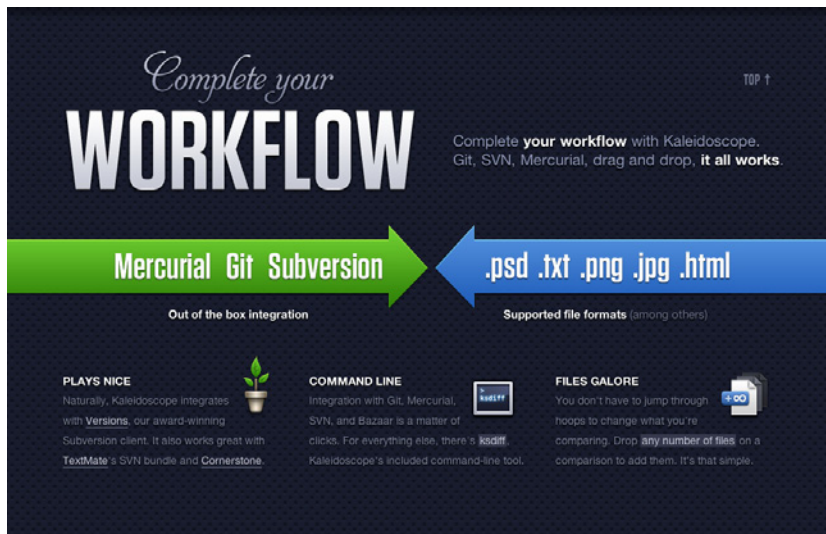 Complete your
WORKFLOW
TOP ↑
Complete your workflow with Kaleidoscope.
Git, SVN, Mercurial, drag and drop, it all works.
Mercurial Git Subversion
.psd .txt .png .jpg .html
Out of the box integration
Supported file formats (among others)
PLAYS NICE
Naturally, Kaleidoscope integrates
with Versions, our award-winning
Subversion client. It also works great with
TextMate's SVN bundle and Cornerstone.
COMMAND LINE
Integration with Git, Mercurial,
SVN, and Bazaar is a matter of
clicks. For everything else, there's ksdiff,
Kaleidoscope's included command-line tool.
>
ksdiff
FILES GALORE
You don't have to jump through
hoops to change what you're
comparing. Drop any number of files on a
comparison to add them. It's that simple.
+∞